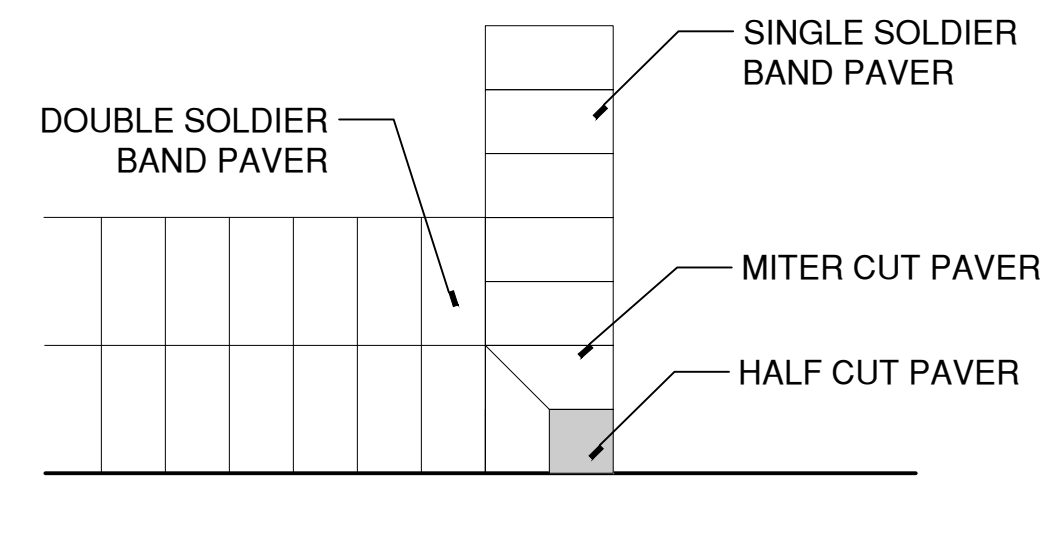 SINGLE SOLDIER
BAND PAVER
DOUBLE SOLDIER
BAND PAVER
MITER CUT PAVER
HALF CUT PAVER